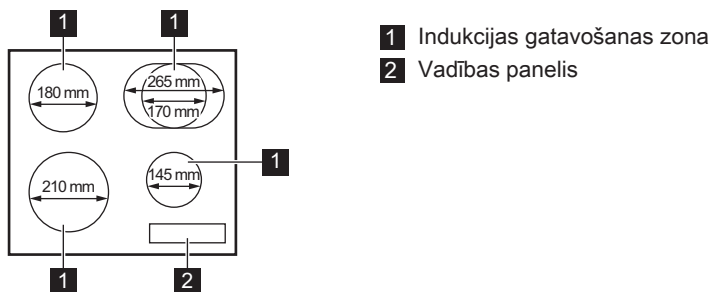 1 1
1 Indukcijas gatavošanas zona
2 Vadības panelis
180 mm
265 mm
170 mm
1
210 mm
145 mm
1 2